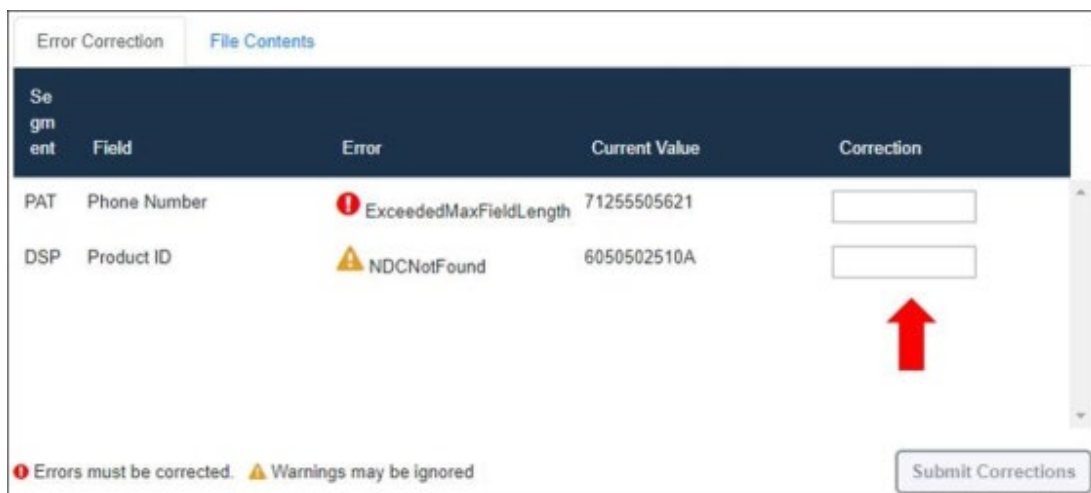 Error Correction File Contents
Se
gm
ent Field Error Current Value Correction
PAT Phone Number ExceededMaxFieldLength 71255505621
DSP Product ID NDCNotFound 6050502510A
Errors must be corrected. Warnings may be ignored
Submit Corrections